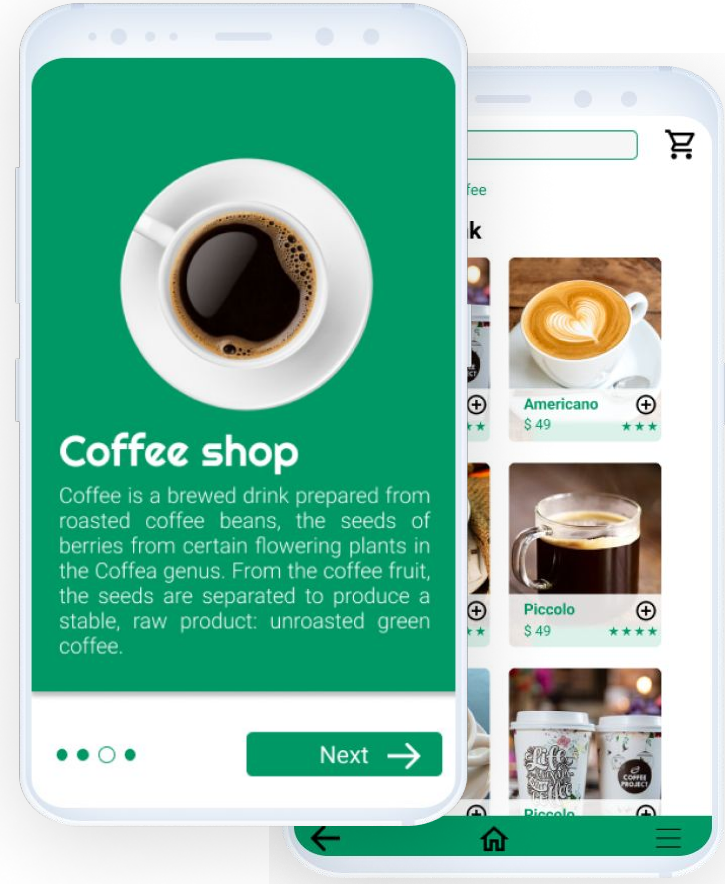 Coffee shop
Coffee is a brewed drink prepared from
roasted coffee beans, the seeds of
berries from certain flowering plants in
the Coffea genus. From the coffee fruit,
the seeds are separated to produce a
stable, raw product: unroasted green
coffee.
Next
fee
k
Americano
$ 49
Piccolo
$ 49
COFFEE
PROJECT
Piccolo